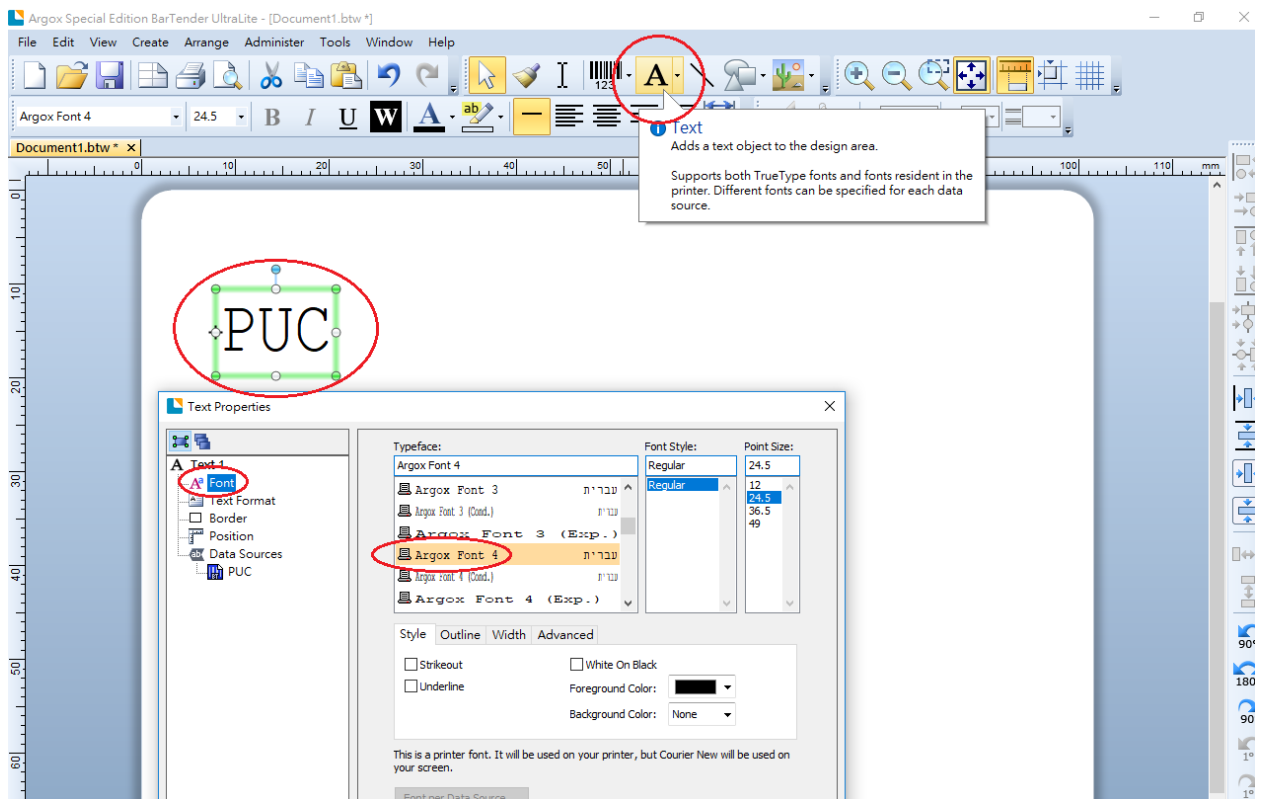 Argox Special Edition BarTender UltraLite - [Document1.btw *]
File Edit View Create Arrange Administer Tools Window Help
123 A
Argox Font 4 24.5 B I U W A ab
Text
Adds a text object to the design area.
Supports both TrueType fonts and fonts resident in the
printer. Different fonts can be specified for each data
source.
Document1.btw * ×
0 10 20 30 40 50 100 110 mm
0
10
20
30
40
50
60
PUC
Text Properties
A Text 1
Font
Text Format
Border
Position
Data Sources
PUC
Typeface:
Argox Font 4
Argox Font 3 עברית
Argox Font 3 (Cond.) עברית
Argox Font 3 (Exp.)
Argox Font 4 עברית
Argox Font 4 (Cond.) עברית
Argox Font 4 (Exp.)
Font Style:
Regular
Regular
Point Size:
24.5
12
24.5
36.5
49
Style Outline Width Advanced
Strikeout
Underline
White On Black
Foreground Color:
Background Color: None
This is a printer font. It will be used on your printer, but Courier New will be used on
your screen.
Font per Data Source...
90°
180
90
1°
1°